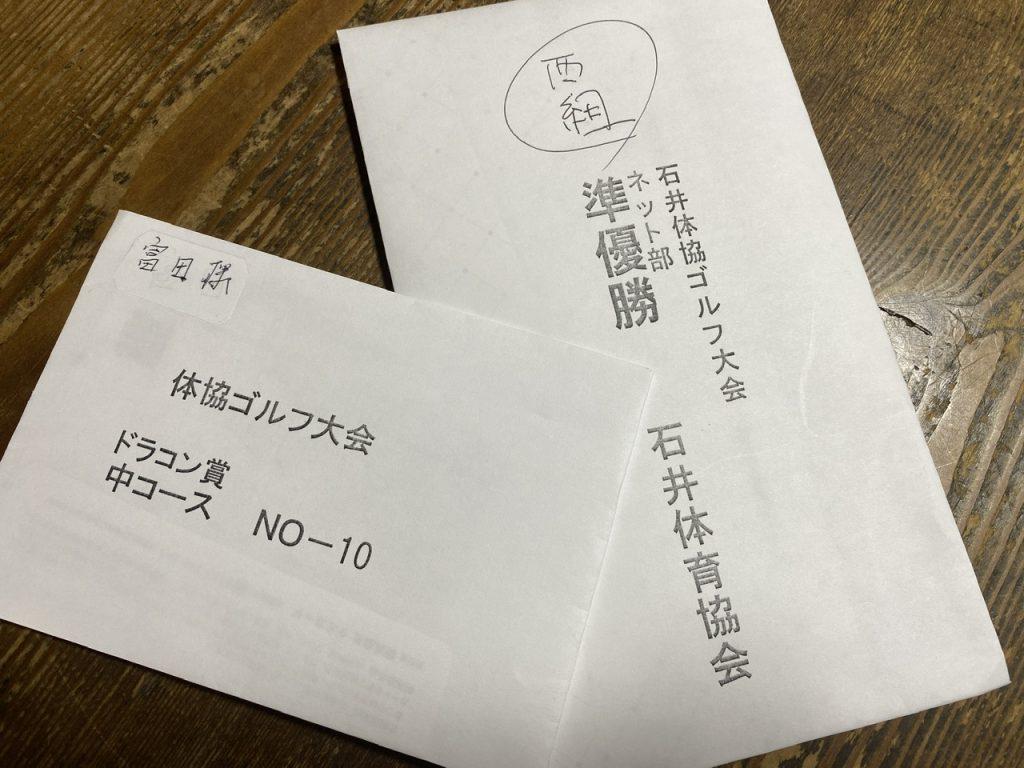 富田様
体協ゴルフ大会
ドラコン賞
中コース NO－10
西組
石井体協ゴルフ大会
ネット部
準優勝
石井体育協会